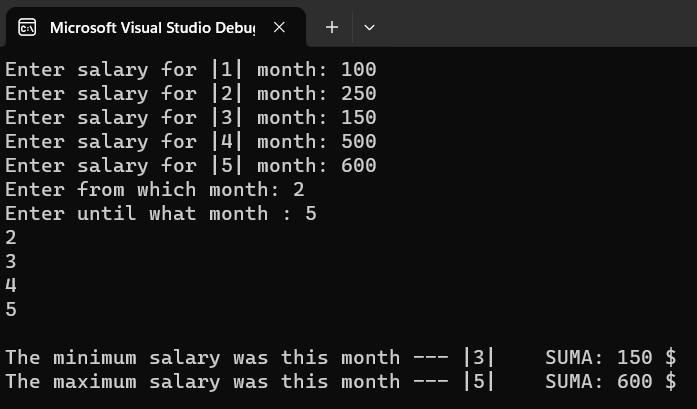 Microsoft Visual Studio Debu
Enter salary for |1| month: 100
Enter salary for |2| month: 250
Enter salary for |3| month: 150
Enter salary for |4| month: 500
Enter salary for |5| month: 600
Enter from which month: 2
Enter until what month : 5
2
3
4
5
The minimum salary was this month --- |3|    SUMA: 150 $
The maximum salary was this month --- |5|    SUMA: 600 $